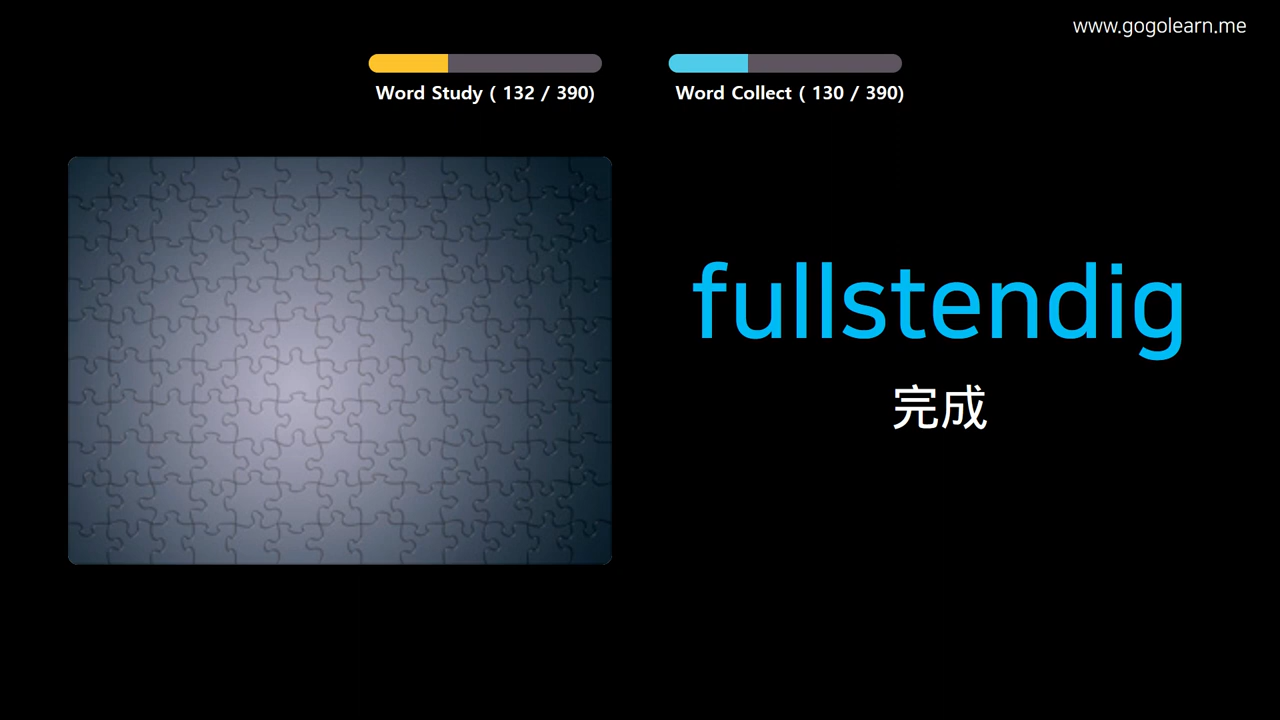 www.gogolearn.me
Word Study ( 132 / 390)
Word Collect ( 130 / 390)
fullstendig
完成